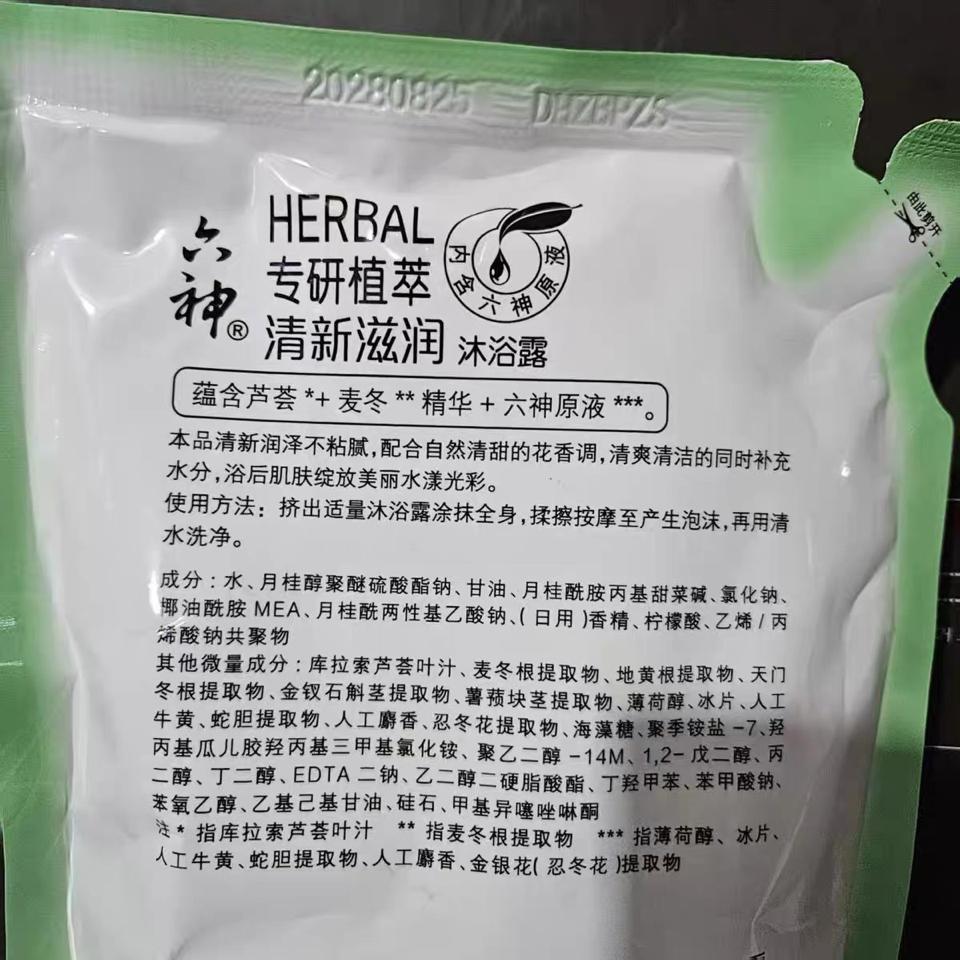 20280825 DHZBPZS
由此剪开
六神®
HERBAL
专研植萃
清新滋润 沐浴露
内含六神原液
蕴含芦荟 *+ 麦冬 ** 精华 + 六神原液 ***。
本品清新润泽不粘腻,配合自然清甜的花香调,清爽清洁的同时补充
水分,浴后肌肤绽放美丽水漾光彩。
使用方法：挤出适量沐浴露涂抹全身,揉擦按摩至产生泡沫,再用清
水洗净。
成分：水、月桂醇聚醚硫酸酯钠、甘油、月桂酰胺丙基甜菜碱、氯化钠、
椰油酰胺 MEA、月桂酰两性基乙酸钠、( 日用 )香精、柠檬酸、乙烯 / 丙
烯酸钠共聚物
其他微量成分：库拉索芦荟叶汁、麦冬根提取物、地黄根提取物、天门
冬根提取物、金钗石斛茎提取物、薯蓣块茎提取物、薄荷醇、冰片、人工
牛黄、蛇胆提取物、人工麝香、忍冬花提取物、海藻糖、聚季铵盐 -7、羟
丙基瓜儿胶羟丙基三甲基氯化铵、聚乙二醇 -14M、1,2- 戊二醇、丙
二醇、丁二醇、EDTA 二钠、乙二醇二硬脂酸酯、丁羟甲苯、苯甲酸钠、
苯氧乙醇、乙基己基甘油、硅石、甲基异噻唑啉酮
注 * 指库拉索芦荟叶汁 ** 指麦冬根提取物 *** 指薄荷醇、冰片、
人工牛黄、蛇胆提取物、人工麝香、金银花( 忍冬花 )提取物